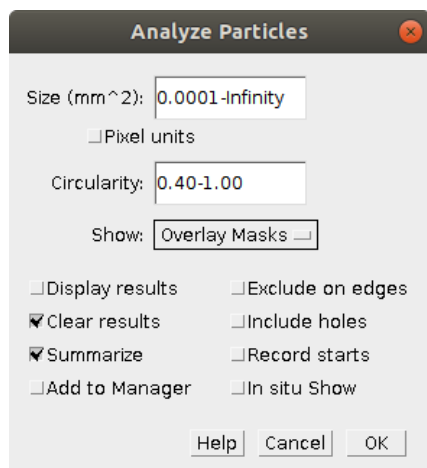 Analyze Particles
Size (mm^2): 0.0001-Infinity
Pixel units
Circularity: 0.40-1.00
Show: Overlay Masks
Display results Exclude on edges
Clear results Include holes
Summarize Record starts
Add to Manager In situ Show
Help Cancel OK